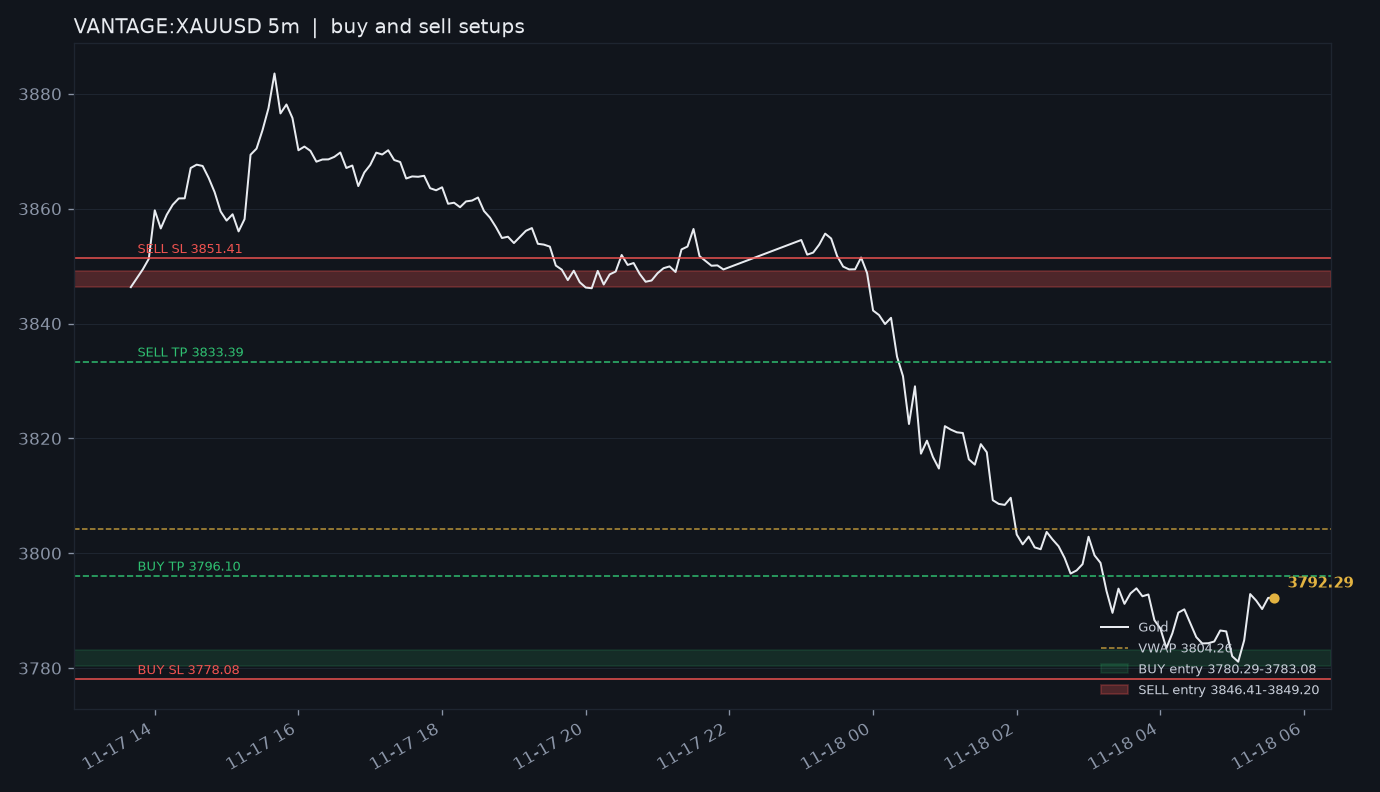 VANTAGE:XAUUSD 5m | buy and sell setups
3880
3860
SELL SL 3851.41
3840
SELL TP 3833.39
3820
3800
BUY TP 3796.10
3792.29
Gold
VWAP 3804.26
3780
BUY SL 3778.08
BUY entry 3780.29-3783.08
SELL entry 3846.41-3849.20
11-17 14
11-17 16
11-17 18
11-17 20
11-17 22
11-18 00
11-18 02
11-18 04
11-18 06